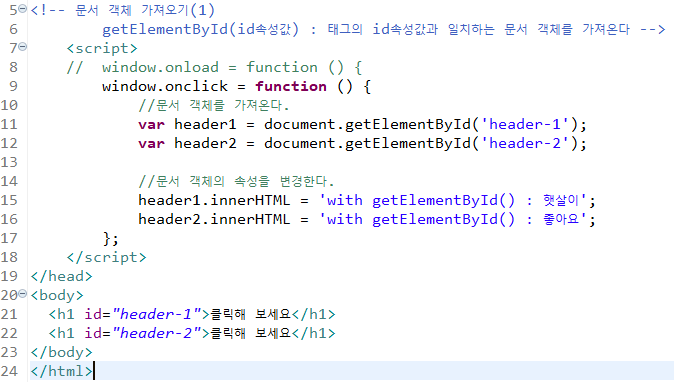 5 <!-- 문서 객체 가져오기(1)
6 getElementById(id속성값) : 태그의 id속성값과 일치하는 문서 객체를 가져온다 -->
7 <script>
8 // window.onload = function () {
9 window.onclick = function () {
10 //문서 객체를 가져온다.
11 var header1 = document.getElementById('header-1');
12 var header2 = document.getElementById('header-2');
13
14 //문서 객체의 속성을 변경한다.
15 header1.innerHTML = 'with getElementById() : 햇살이';
16 header2.innerHTML = 'with getElementById() : 좋아요';
17 };
18 </script>
19 </head>
20 <body>
21 <h1 id="header-1">클릭해 보세요</h1>
22 <h1 id="header-2">클릭해 보세요</h1>
23 </body>
24 </html>